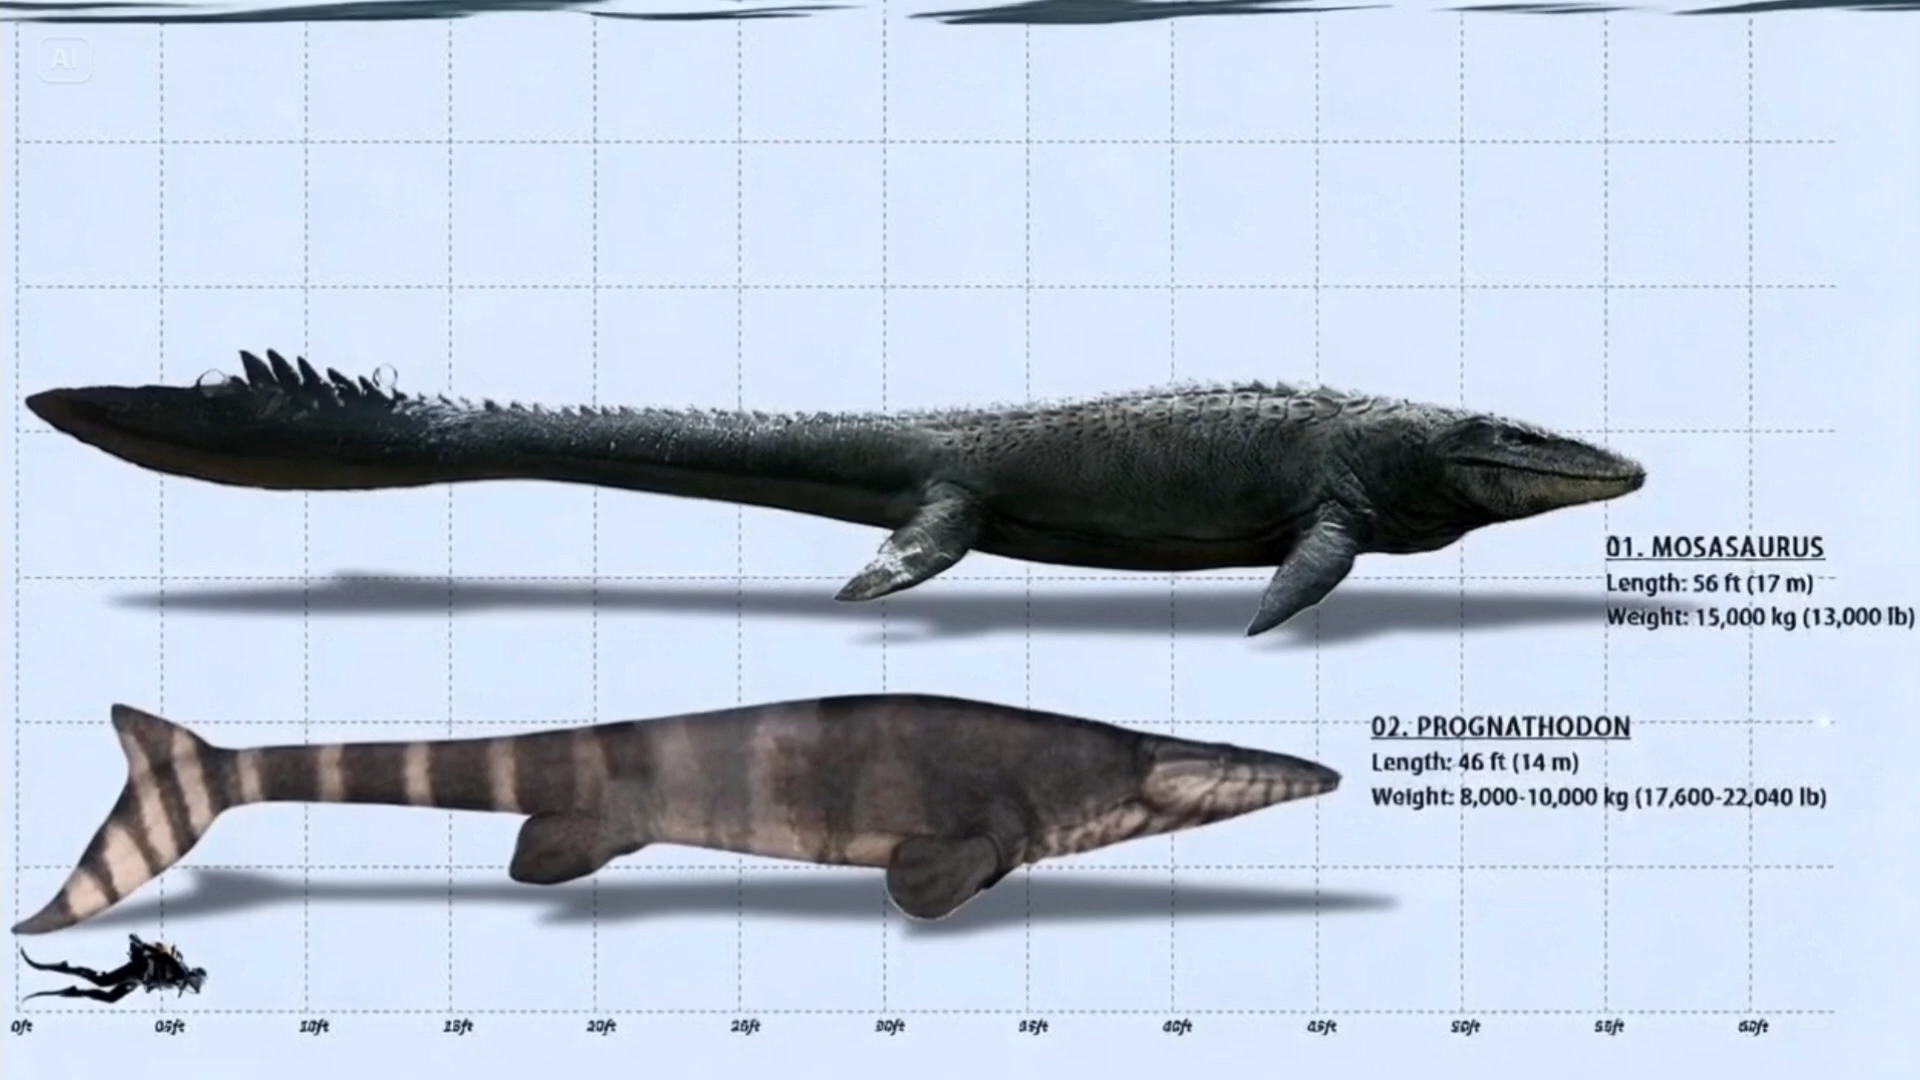 AI
01. MOSASAURUS
Length: 56 ft (17 m)
Weight: 15,000 kg (13,000 lb)
02. PROGNATHODON
Length: 46 ft (14 m)
Weight: 8,000-10,000 kg (17,600-22,040 lb)
0ft 05ft 10ft 15ft 20ft 25ft 30ft 35ft 40ft 45ft 50ft 55ft 60ft